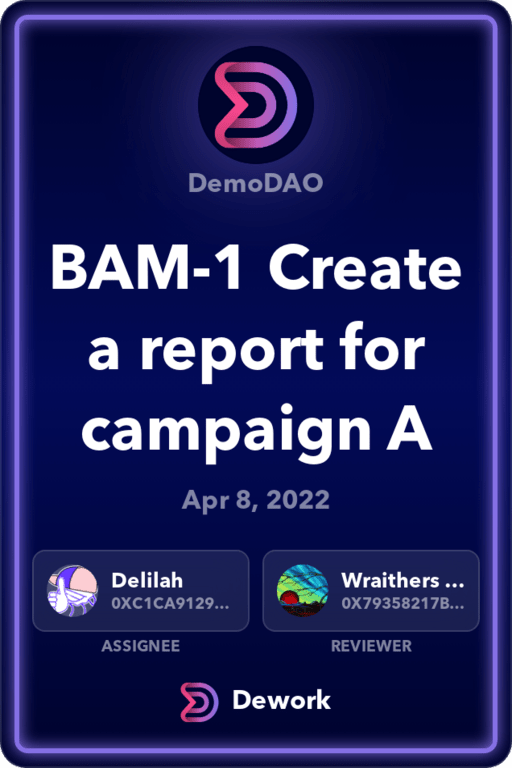 DemoDAO
BAM-1 Create
a report for
campaign A
Apr 8, 2022
Delilah
0XC1CA9129...
Wraithers ...
0X79358217B...
ASSIGNEE
REVIEWER
Dework